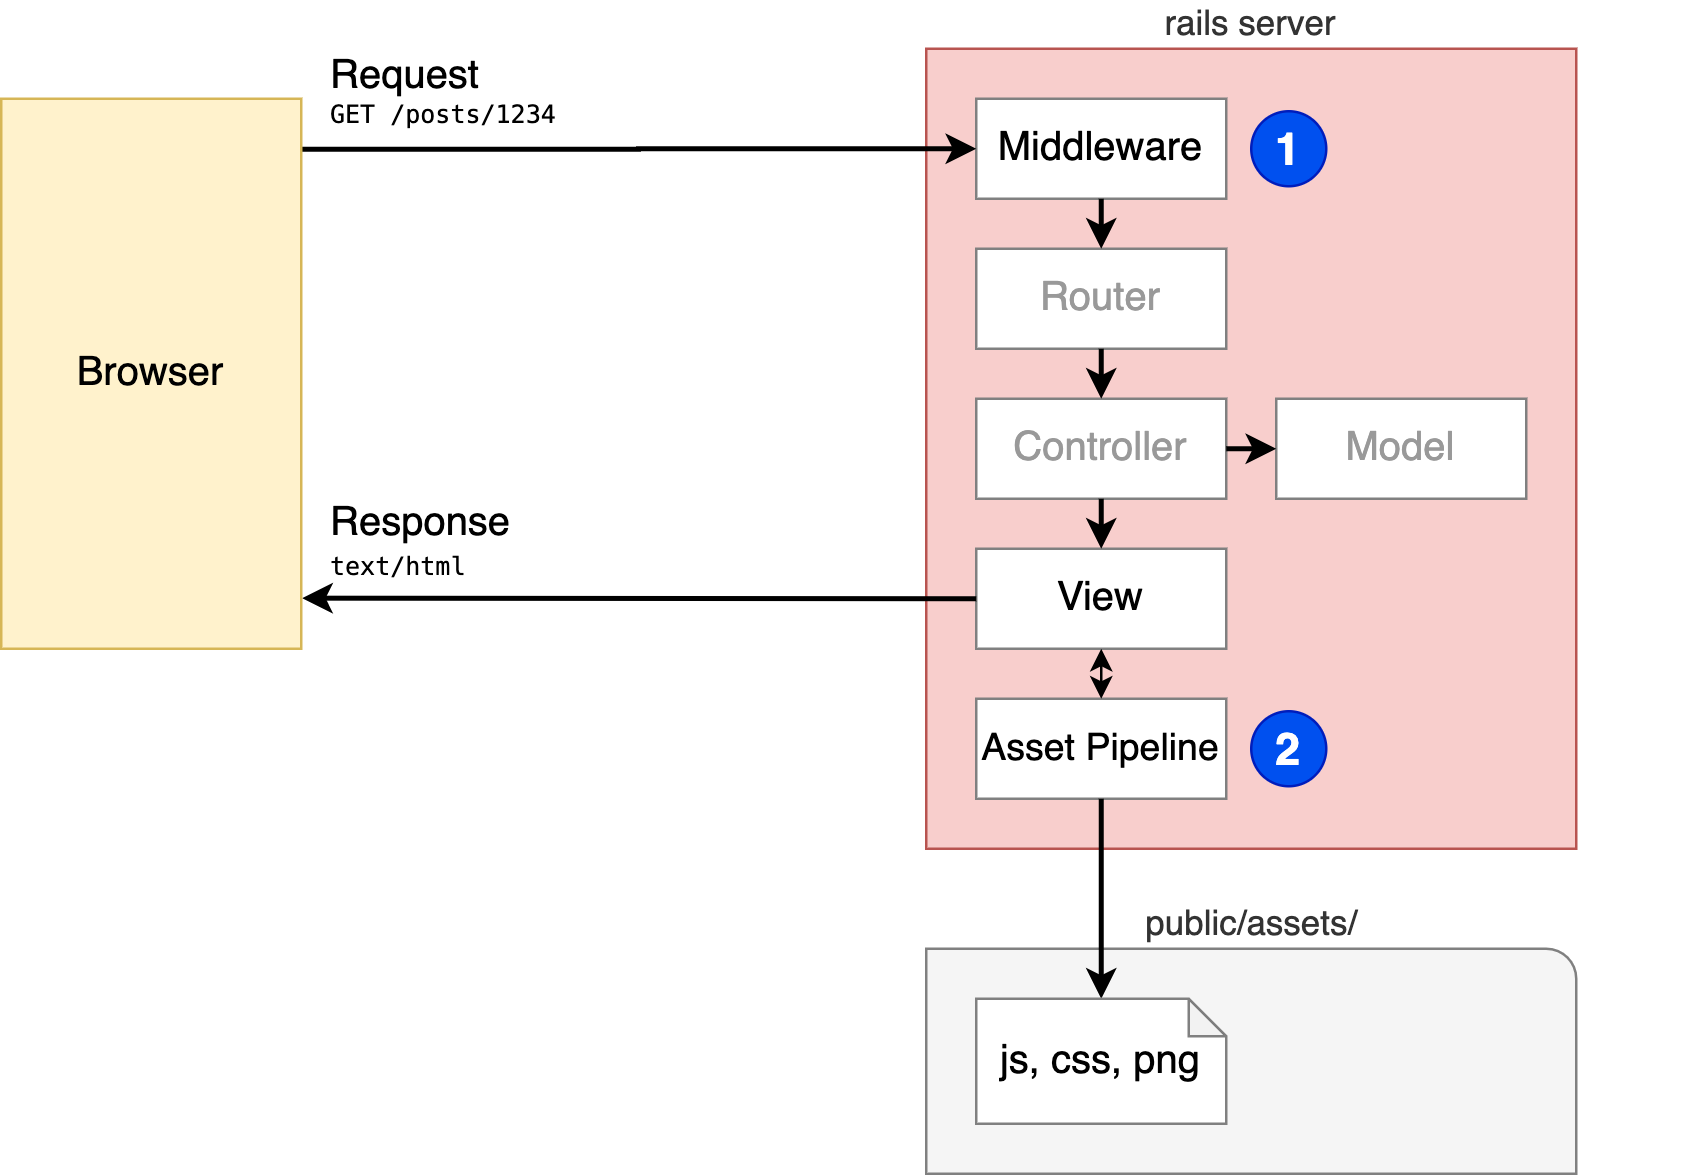 rails server
Request
GET /posts/1234
Middleware
1
Router
Browser
Controller
Model
Response
text/html
View
Asset Pipeline
2
public/assets/
js, css, png